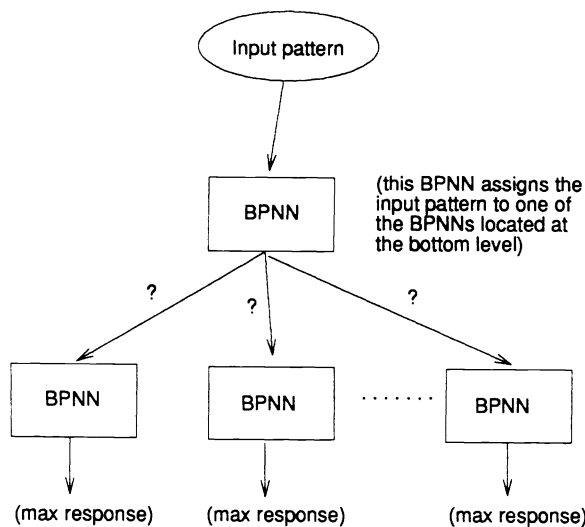 Input pattern
BPNN
(this BPNN assigns the
input pattern to one of
the BPNNs located at
the bottom level)
? ? ?
BPNN BPNN . . . . . . . BPNN
(max response) (max response) (max response)